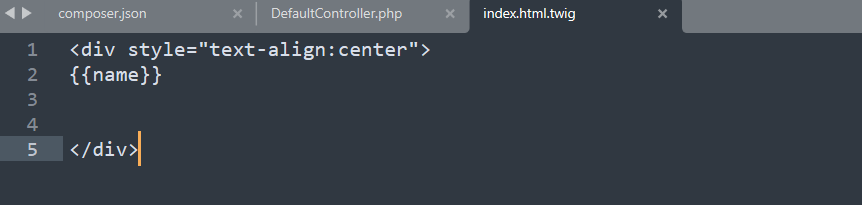 composer.json × DefaultController.php × index.html.twig ×
1 <div style="text-align:center">
2 {{name}}
3
4
5 </div>